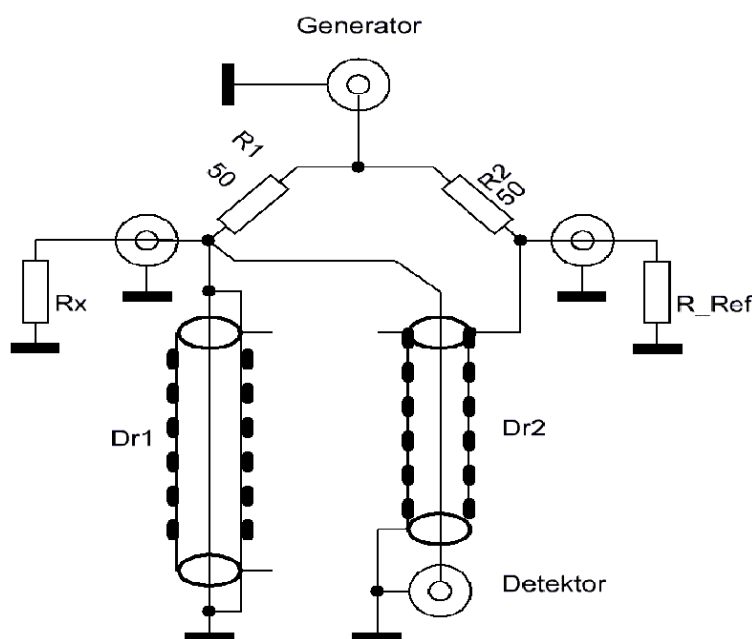 Generator
R1
50
R2
50
Rx
R_Ref
Dr1
Dr2
Detektor